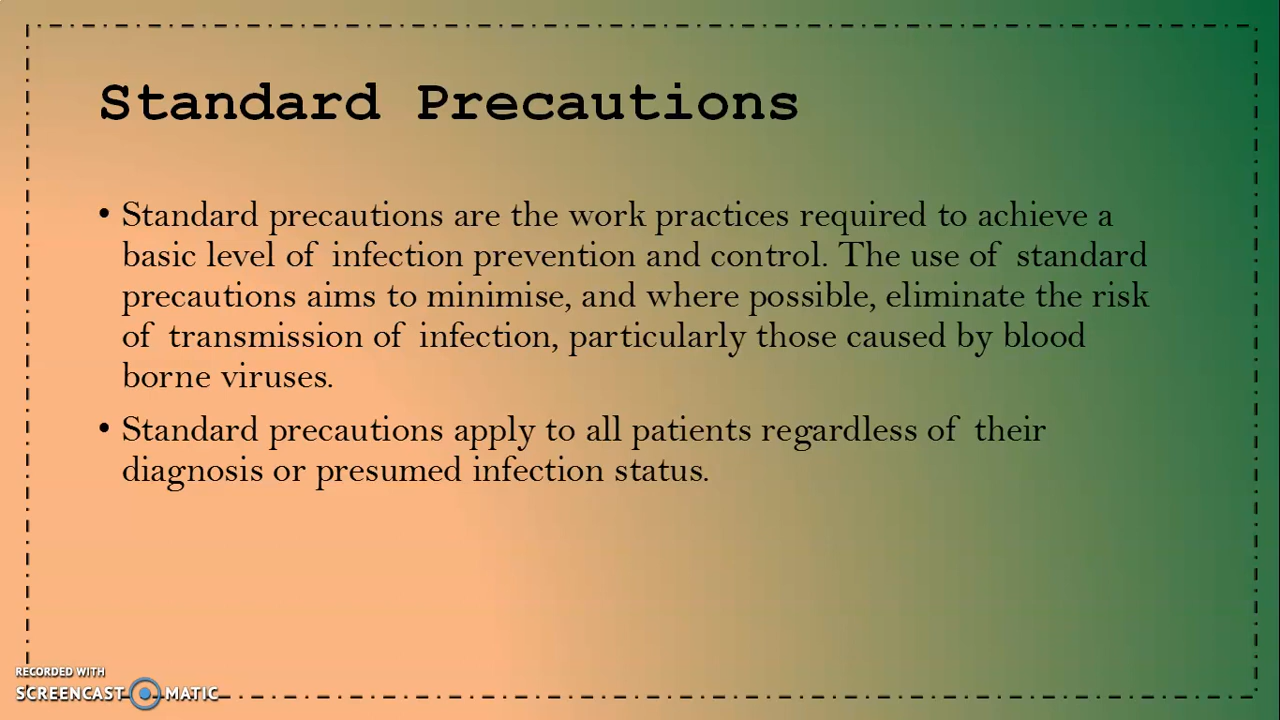 Standard Precautions
• Standard precautions are the work practices required to achieve a
basic level of infection prevention and control. The use of standard
precautions aims to minimise, and where possible, eliminate the risk
of transmission of infection, particularly those caused by blood
borne viruses.
• Standard precautions apply to all patients regardless of their
diagnosis or presumed infection status.
RECORDED WITH
SCREENCAST MATIC